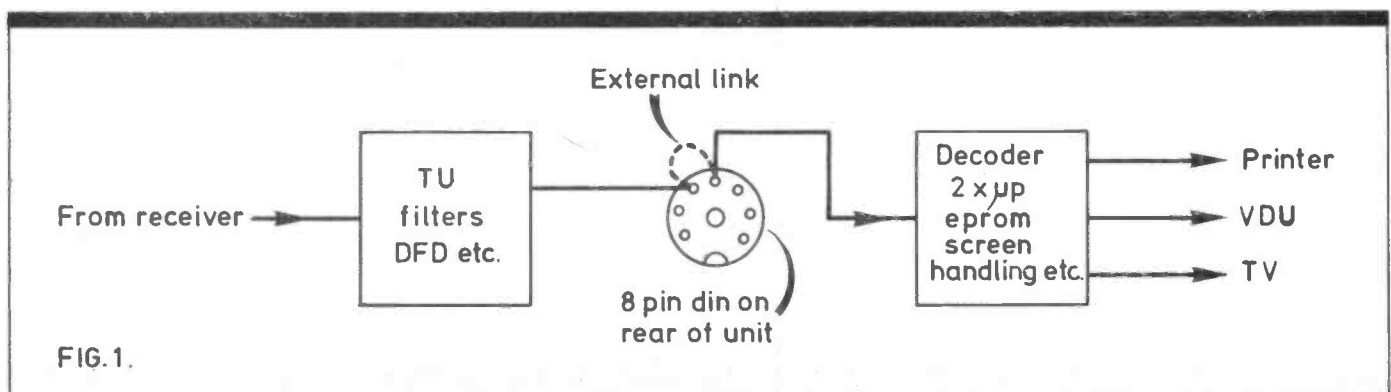 External link
From receiver
TU
filters
DFD etc.
8 pin din on
rear of unit
Decoder
2 x µp
eprom
screen
handling etc.
Printer
VDU
TV
FIG.1.